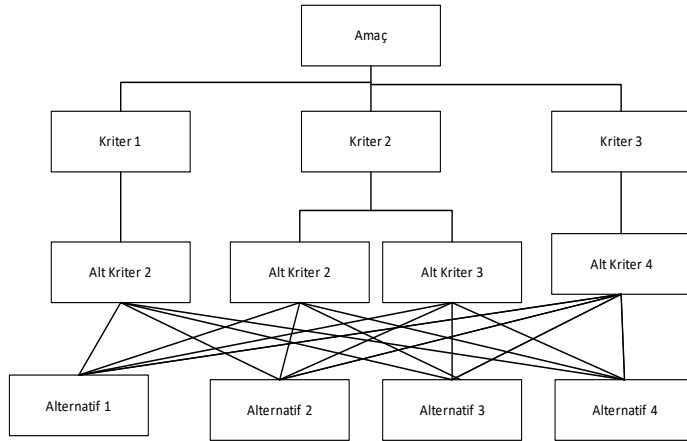 Amaç
Kriter 1
Kriter 2
Kriter 3
Alt Kriter 2
Alt Kriter 2
Alt Kriter 3
Alt Kriter 4
Alternatif 1
Alternatif 2
Alternatif 3
Alternatif 4